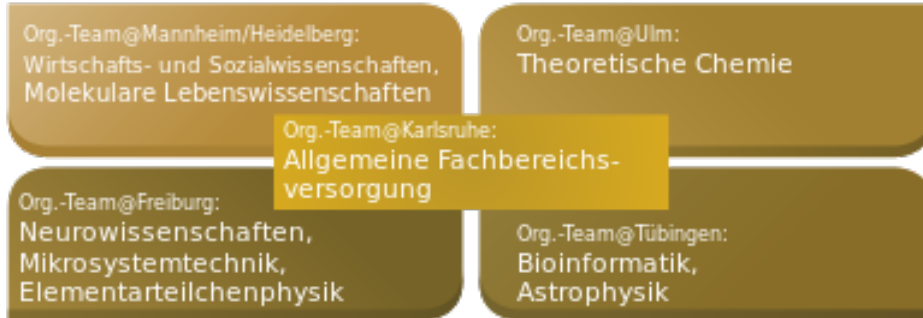 Org.-Team@Mannheim/Heidelberg:
Wirtschafts- und Sozialwissenschaften,
Molekulare Lebenswissenschaften
Org.-Team@Ulm:
Theoretische Chemie
Org.-Team@Karlsruhe:
Allgemeine Fachbereichs-
versorgung
Org.-Team@Freiburg:
Neurowissenschaften,
Mikrosystemtechnik,
Elementarteilchenphysik
Org.-Team@Tübingen:
Bioinformatik,
Astrophysik